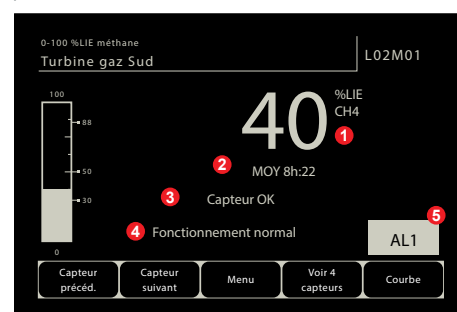 0-100 %LIE méthane
Turbine gaz Sud
L02M01
100
88
50
30
0
40
%LIE
CH4
1
2
MOY 8h:22
3
Capteur OK
4
Fonctionnement normal
5
AL1
Capteur
précéd.
Capteur
suivant
Menu
Voir 4
capteurs
Courbe